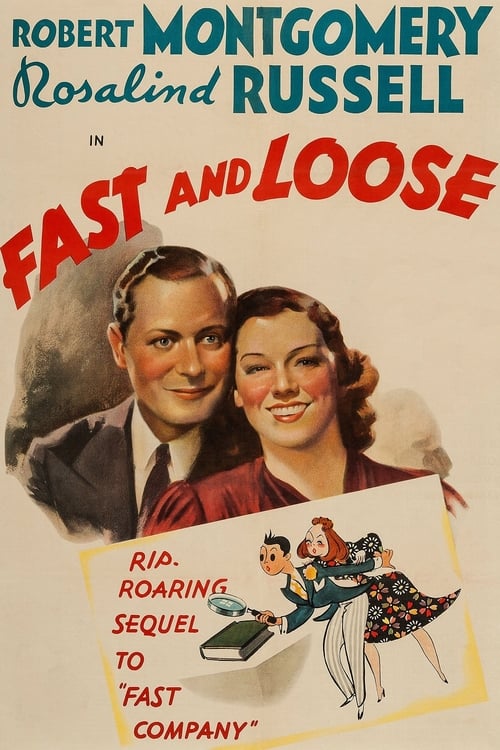 ROBERT MONTGOMERY
Rosalind RUSSELL
IN
FAST AND LOOSE
RIP-
ROARING
SEQUEL
TO
"FAST
COMPANY"